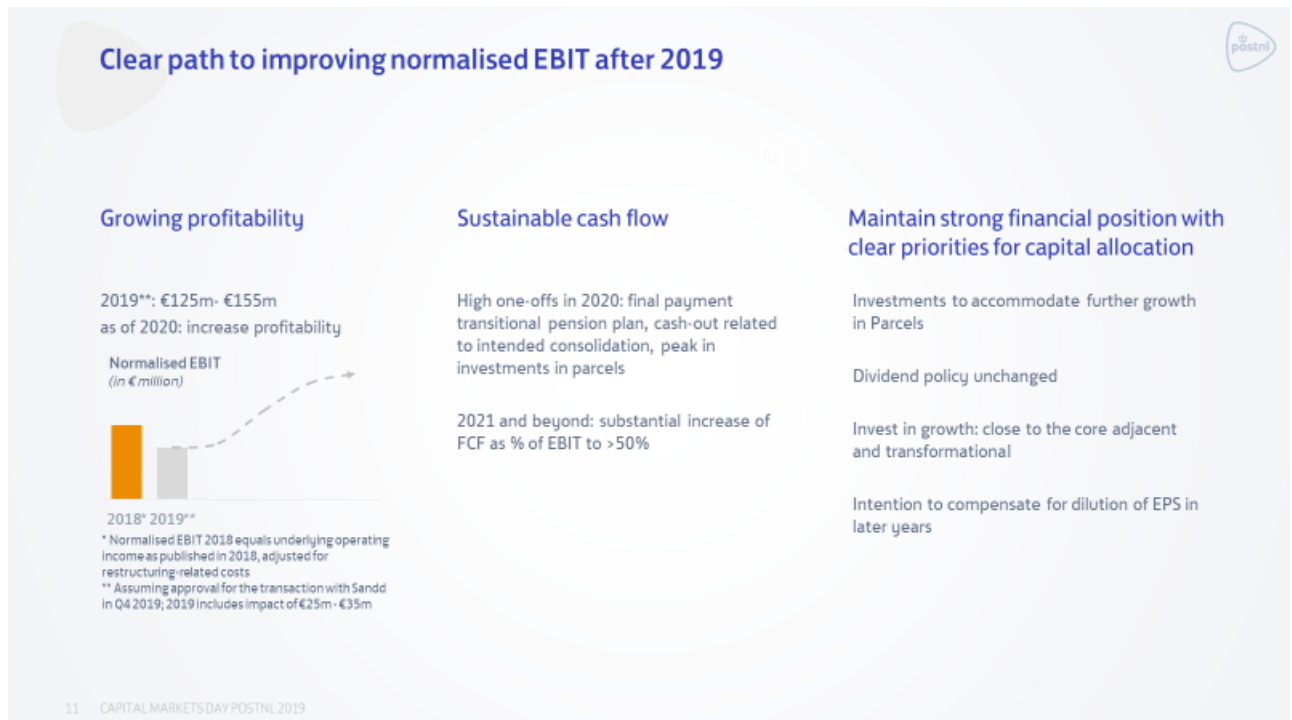 Clear path to improving normalised EBIT after 2019
postnl
Growing profitability
2019**: €125m- €155m
as of 2020: increase profitability
Normalised EBIT
(in € million)
2018* 2019**
* Normalised EBIT 2018 equals underlying operating
income as published in 2018, adjusted for
restructuring-related costs
** Assuming approval for the transaction with Sandd
in Q4 2019; 2019 includes impact of €25m - €35m
Sustainable cash flow
High one-offs in 2020: final payment
transitional pension plan, cash-out related
to intended consolidation, peak in
investments in parcels
2021 and beyond: substantial increase of
FCF as % of EBIT to >50%
Maintain strong financial position with
clear priorities for capital allocation
Investments to accommodate further growth
in Parcels
Dividend policy unchanged
Invest in growth: close to the core adjacent
and transformational
Intention to compensate for dilution of EPS in
later years
11 CAPITAL MARKETS DAY POSTNL 2019